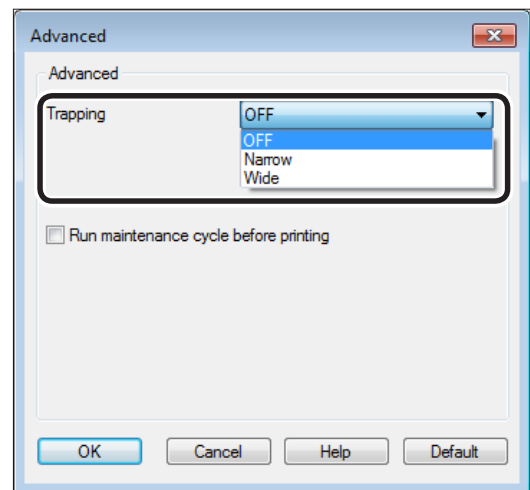 Advanced
Advanced
Trapping OFF
OFF
Narrow
Wide
Run maintenance cycle before printing
OK Cancel Help Default